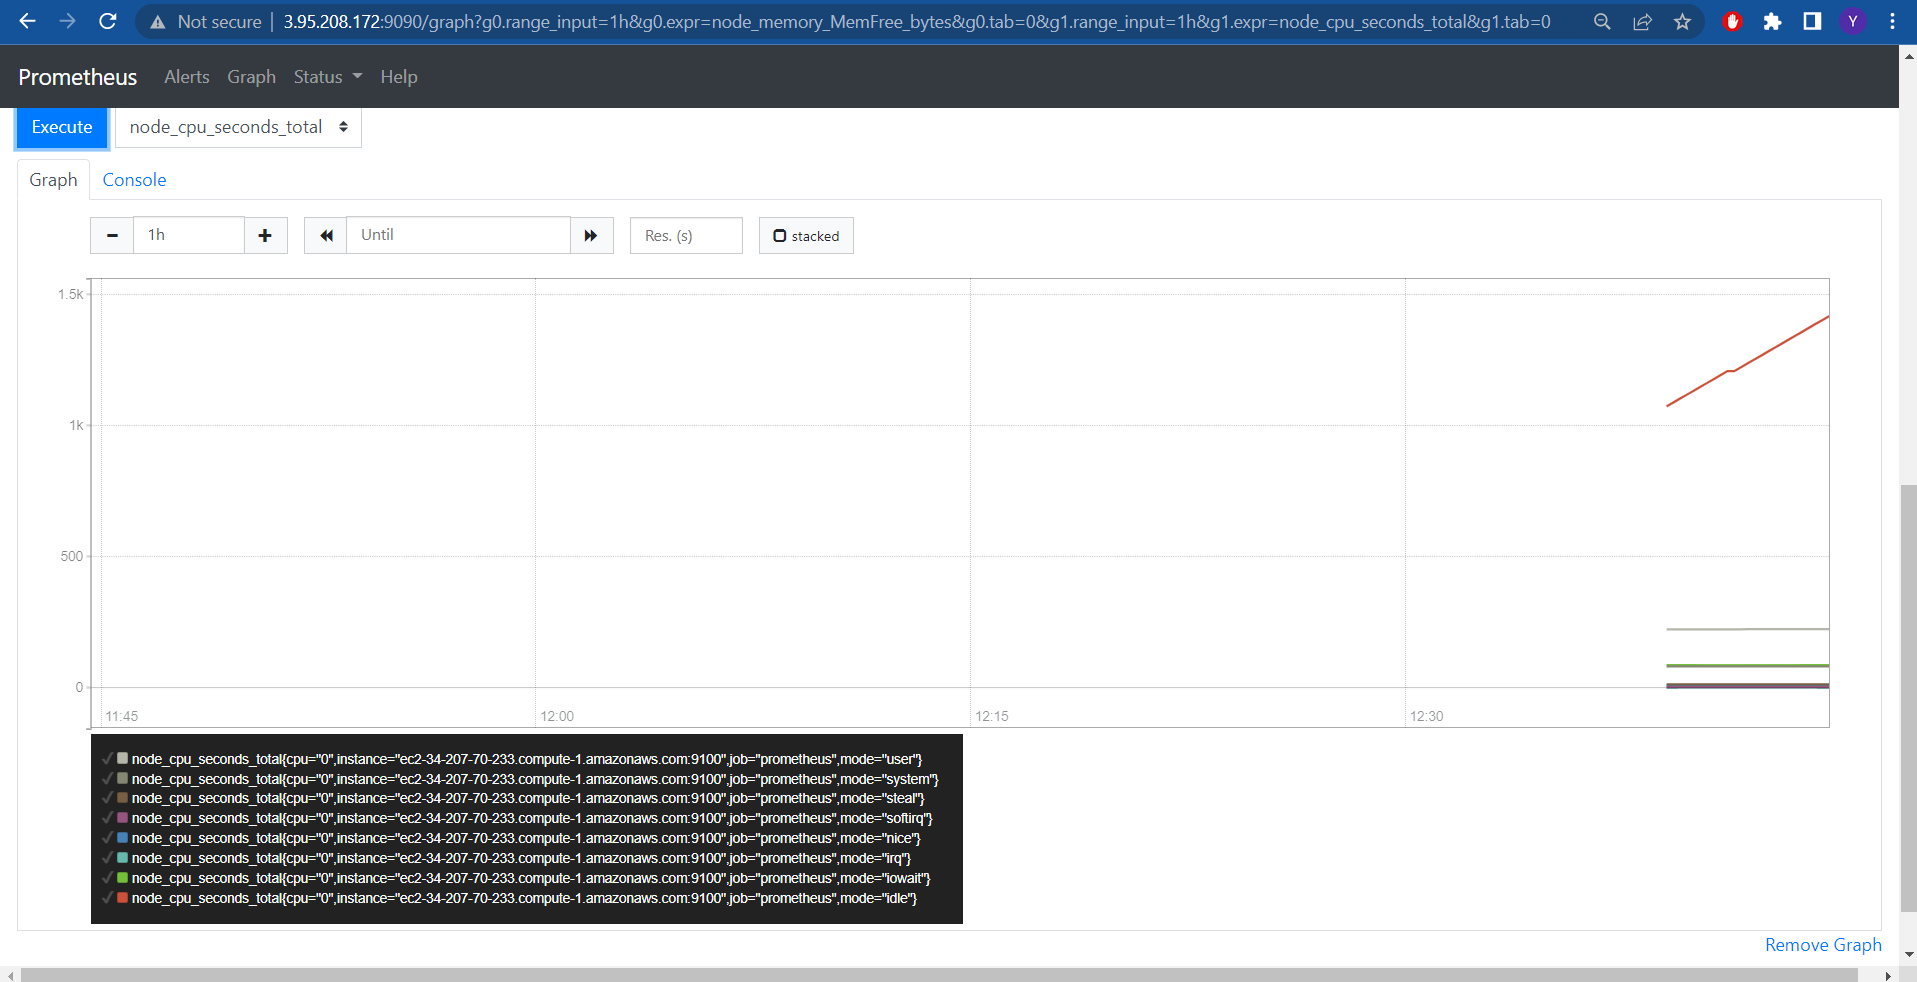 Not secure | 3.95.208.172:9090/graph?g0.range_input=1h&g0.expr=node_memory_MemFree_bytes&g0.tab=0&g1.range_input=1h&g1.expr=node_cpu_seconds_total&g1.tab=0 Y
Prometheus Alerts Graph Status Help
Execute node_cpu_seconds_total
Graph Console
1h Until Res. (s) stacked
1.5k
1k
500
0
11:45 12:00 12:15 12:30
node_cpu_seconds_total{cpu="0",instance="ec2-34-207-70-233.compute-1.amazonaws.com:9100",job="prometheus",mode="user"}
node_cpu_seconds_total{cpu="0",instance="ec2-34-207-70-233.compute-1.amazonaws.com:9100",job="prometheus",mode="system"}
node_cpu_seconds_total{cpu="0",instance="ec2-34-207-70-233.compute-1.amazonaws.com:9100",job="prometheus",mode="steal"}
node_cpu_seconds_total{cpu="0",instance="ec2-34-207-70-233.compute-1.amazonaws.com:9100",job="prometheus",mode="softirq"}
node_cpu_seconds_total{cpu="0",instance="ec2-34-207-70-233.compute-1.amazonaws.com:9100",job="prometheus",mode="nice"}
node_cpu_seconds_total{cpu="0",instance="ec2-34-207-70-233.compute-1.amazonaws.com:9100",job="prometheus",mode="irq"}
node_cpu_seconds_total{cpu="0",instance="ec2-34-207-70-233.compute-1.amazonaws.com:9100",job="prometheus",mode="iowait"}
node_cpu_seconds_total{cpu="0",instance="ec2-34-207-70-233.compute-1.amazonaws.com:9100",job="prometheus",mode="idle"}
Remove Graph